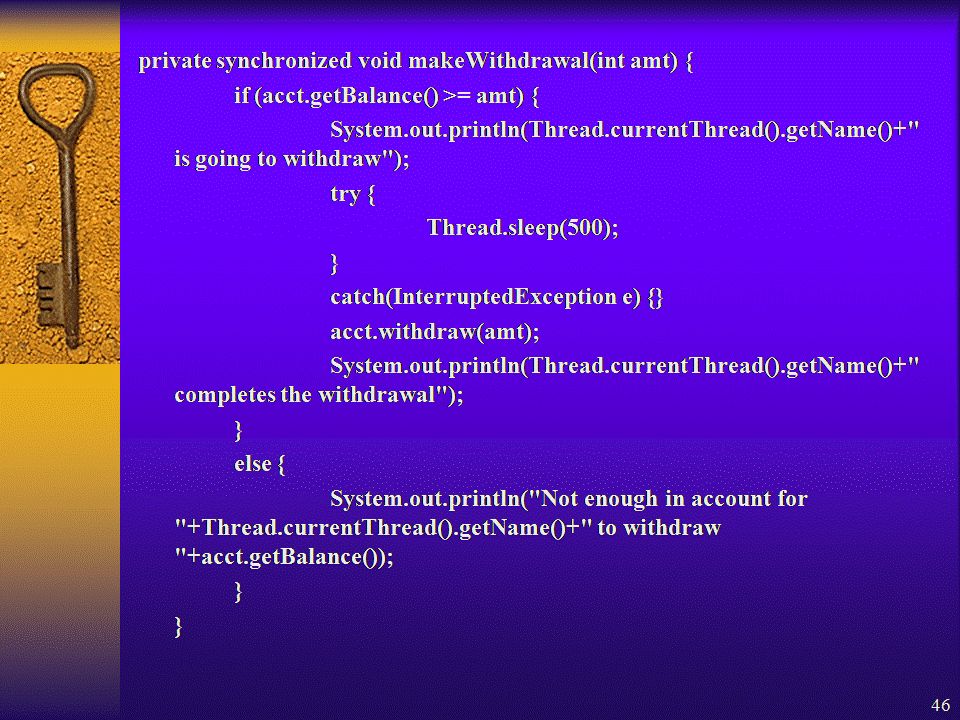 private synchronized void makeWithdrawal(int amt) {
if (acct.getBalance() >= amt) {
System.out.println(Thread.currentThread().getName()+"
is going to withdraw");
try {
Thread.sleep(500);
}
catch(InterruptedException e) {}
acct.withdraw(amt);
System.out.println(Thread.currentThread().getName()+"
completes the withdrawal");
}
else {
System.out.println("Not enough in account for
"+Thread.currentThread().getName()+" to withdraw
"+acct.getBalance());
}
}
46